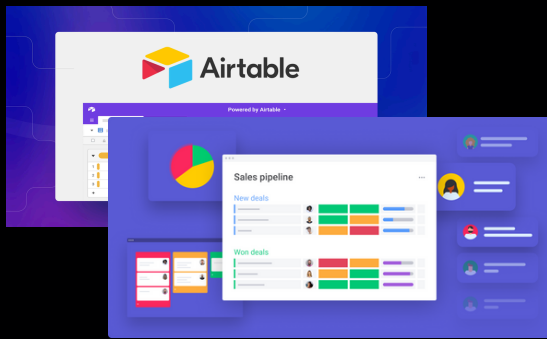 Airtable
Powered by Airtable
Sales pipeline
New deals
Won deals